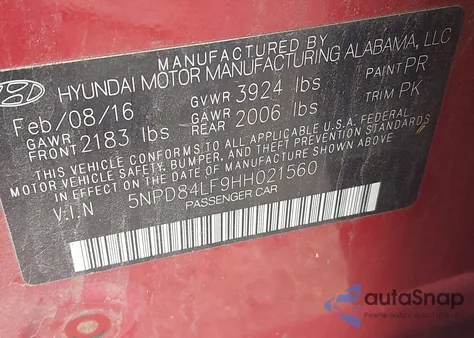 MANUFACTURED BY
HYUNDAI MOTOR MANUFACTURING ALABAMA, LLC
Feb/08/16 GVWR 3924 lbs PAINT PR
GAWR FRONT 2183 lbs GAWR REAR 2006 lbs TRIM PK
THIS VEHICLE CONFORMS TO ALL APPLICABLE U.S.A. FEDERAL
MOTOR VEHICLE SAFETY, BUMPER, AND THEFT PREVENTION
STANDARDS IN EFFECT ON THE DATE OF MANUFACTURE SHOWN ABOVE.
V.I.N 5NPD84LF9HH021560
PASSENGER CAR
autoSnap